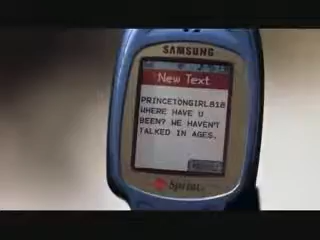 SAMSUNG
New Text
PRINCETONGIRL818
WHERE HAVE U
BEEN? WE HAVEN'T
TALKED IN AGES.
Sprint